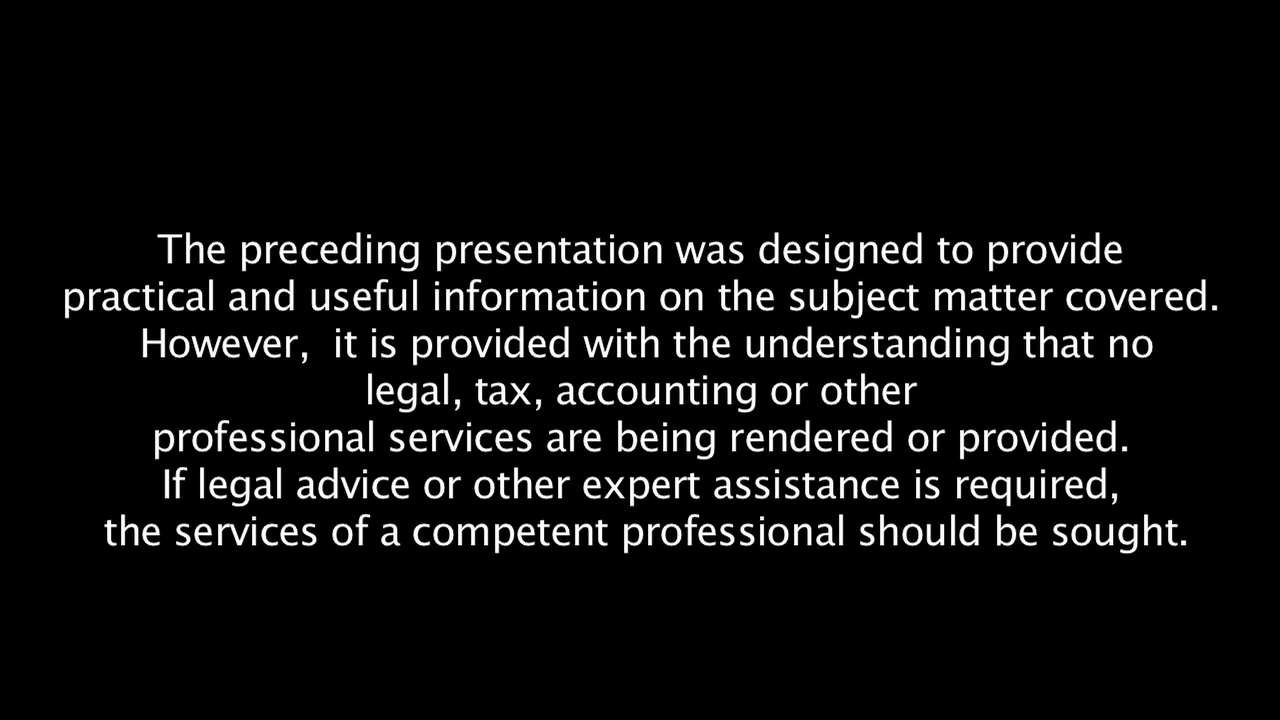 The preceding presentation was designed to provide
practical and useful information on the subject matter covered.
However,  it is provided with the understanding that no
legal, tax, accounting or other
professional services are being rendered or provided.
If legal advice or other expert assistance is required,
the services of a competent professional should be sought.